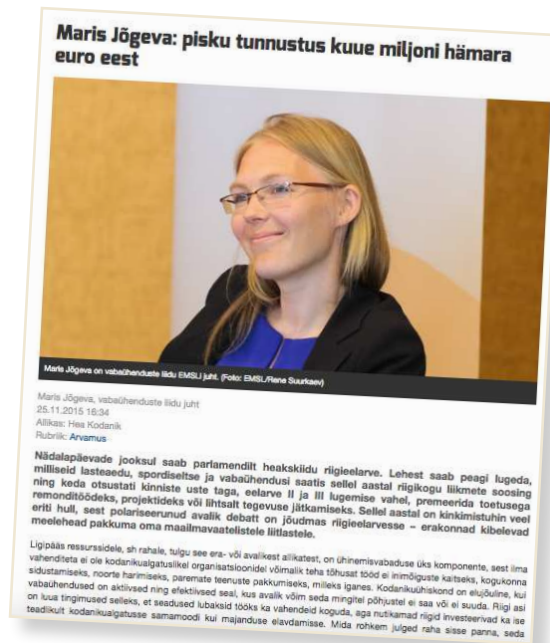 Maris Jõgeva: pisku tunnustus kuue miljoni hämara
euro eest
Maris Jõgeva on vabaühenduste liidu EMSLi juht. (Foto: EMSL/Rene Suurkaev)
Maris Jõgeva, vabaühenduste liidu juht
25.11.2015 16:34
Allikas: Hea Kodanik
Rubriik: Arvamus
Nädalapäevade jooksul saab parlamendilt heakskiidu riigieelarve. Lehest saab peagi lugeda,
milliseid lasteaedu, spordiseltse ja vabaühendusi saatis sellel aastal riigikogu liikmete soosing
ning keda otsustati kinniste uste taga, eelarve II ja III lugemise vahel, premeerida toetusega
remonditöödeks, projektideks või lihtsalt tegevuse jätkamiseks. Sellel aastal on kinkimistuhin veel
eriti hull, sest polariseerunud avalik debatt on jõudmas riigieelarvesse – erakonnad kibelevad
meelehead pakkuma oma maailmavaatelistele liitlastele.
Ligipääs ressurssidele, sh rahale, tulgu see era- või avalikest allikatest, on ühinemisvabaduse üks komponente, sest ilma
vahenditeta ei ole kodanikualgatuslikel organisatsioonidel võimalik teha tõhusat tööd ei inimõiguste kaitseks, kogukonna
sidustamiseks, noorte harimiseks, paremate teenuste pakkumiseks, milleks iganes. Kodanikuühiskond on elujõuline, kui
vabaühendused on aktiivsed ning efektiivsed seal, kus avalik võim seda mingitel põhjustel ei saa või ei suuda. Riigi asi
on luua tingimused selleks, et seadused lubaksid tööks ka vahendeid koguda, aga nutikamad riigid investeerivad ka ise
teadlikult kodanikualgatusse samamoodi kui majanduse elavdamisse. Mida rohkem julged raha sisse panna, seda